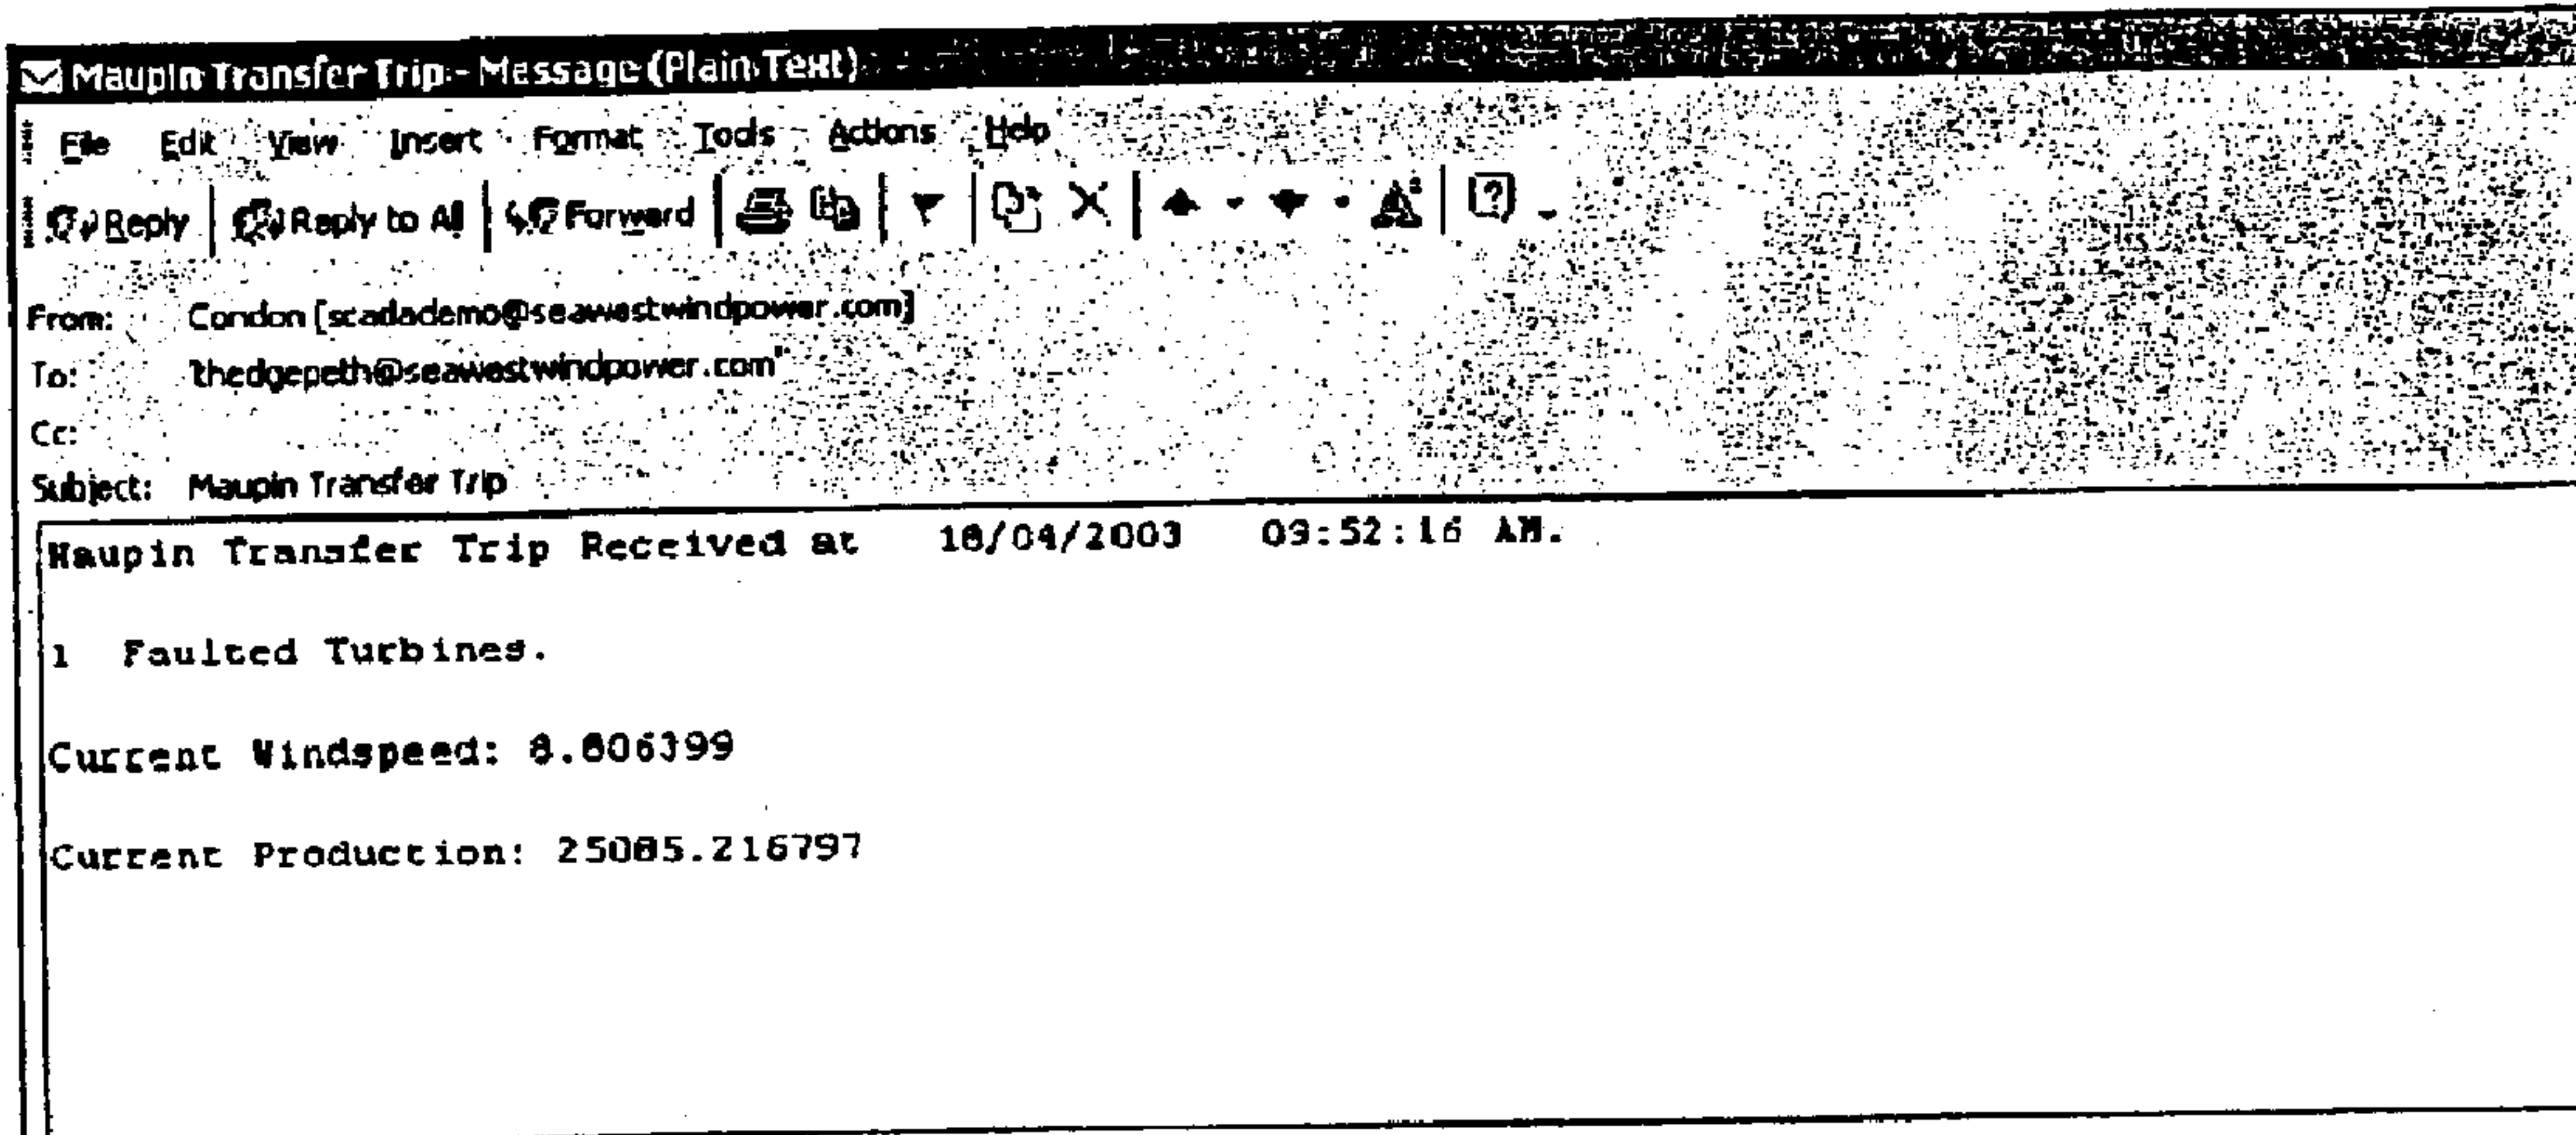 Maupin Transfer Trip - Message (Plain Text)
File Edit View Insert Format Tools Actions Help
Reply Reply to All Forward
From: Condon [scadademo@seawestwindpower.com]
To: 'thedgepeth@seawestwindpower.com'
Cc:
Subject: Maupin Transfer Trip
Maupin Transfer Trip Received at 18/04/2003 09:52:16 AM.
1 Faulted Turbines.
Current Windspeed: 8.806399
Current Production: 25085.216797